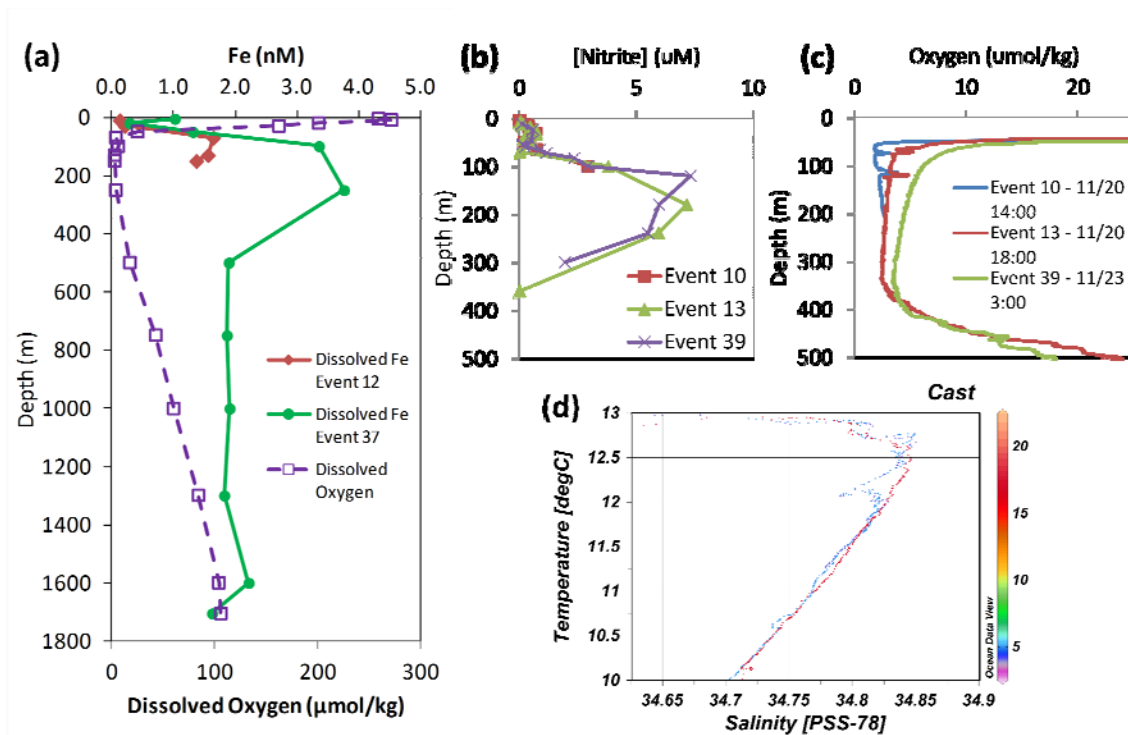 (a)
Fe (nM)
0.0 1.0 2.0 3.0 4.0 5.0
0
200
400
600
800
1000
1200
1400
1600
1800
Depth (m)
Dissolved Fe
Event 12
Dissolved Fe
Event 37
Dissolved
Oxygen
0 100 200 300
Dissolved Oxygen (μmol/kg)
(b)
[Nitrite] (uM)
0 5 10
0
100
200
300
400
500
Depth (m)
Event 10
Event 13
Event 39
(c)
Oxygen (umol/kg)
0 10 20
0
100
200
300
400
500
Depth (m)
Event 10 - 11/20
14:00
Event 13 - 11/20
18:00
Event 39 - 11/23
3:00
(d)
Cast
13
12.5
12
11.5
11
10.5
10
Temperature [degC]
34.65 34.7 34.75 34.8 34.85 34.9
Salinity [PSS-78]
20
15
10
5
Ocean Data View